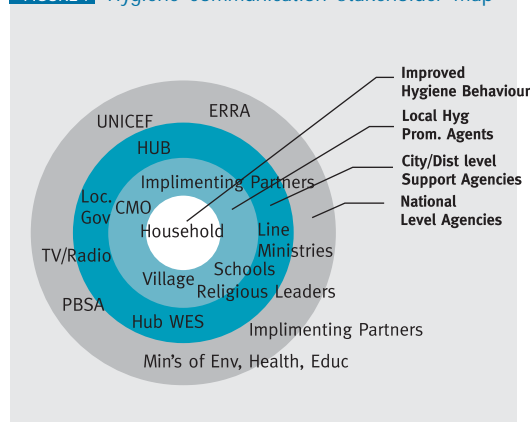 Hygiene communication stakeholder map
Improved
Hygiene Behaviour
Local Hyg
Prom. Agents
City/Dist level
Support Agencies
National
Level Agencies
ERRA
UNICEF
HUB
Implimenting Partners
Loc.
Gov
CMO
Household
Line
Ministries
TV/Radio
Schools
Village
Religious Leaders
PBSA
Hub WES
Implimenting Partners
Min's of Env, Health, Educ